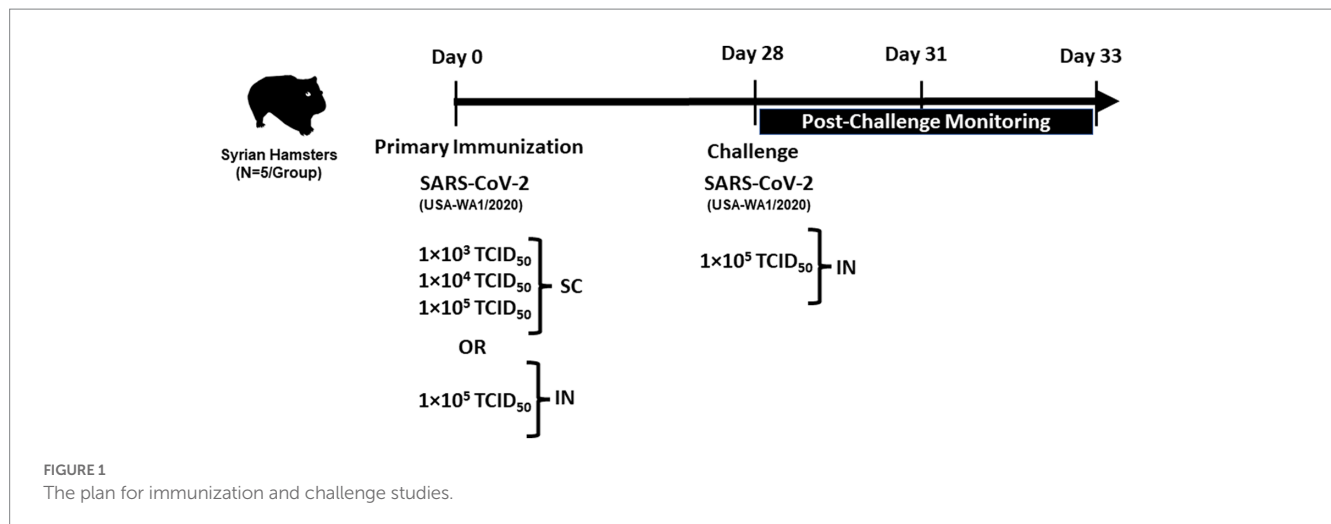 Day 0
Day 28
Day 31
Day 33
Post-Challenge Monitoring
Syrian Hamsters
(N=5/Group)
Primary Immunization
SARS-CoV-2
(USA-WA1/2020)
1×10³ TCID₅₀
1×10⁴ TCID₅₀
1×10⁵ TCID₅₀
SC
OR
1×10⁵ TCID₅₀
IN
Challenge
SARS-CoV-2
(USA-WA1/2020)
1×10⁵ TCID₅₀
IN
FIGURE 1
The plan for immunization and challenge studies.